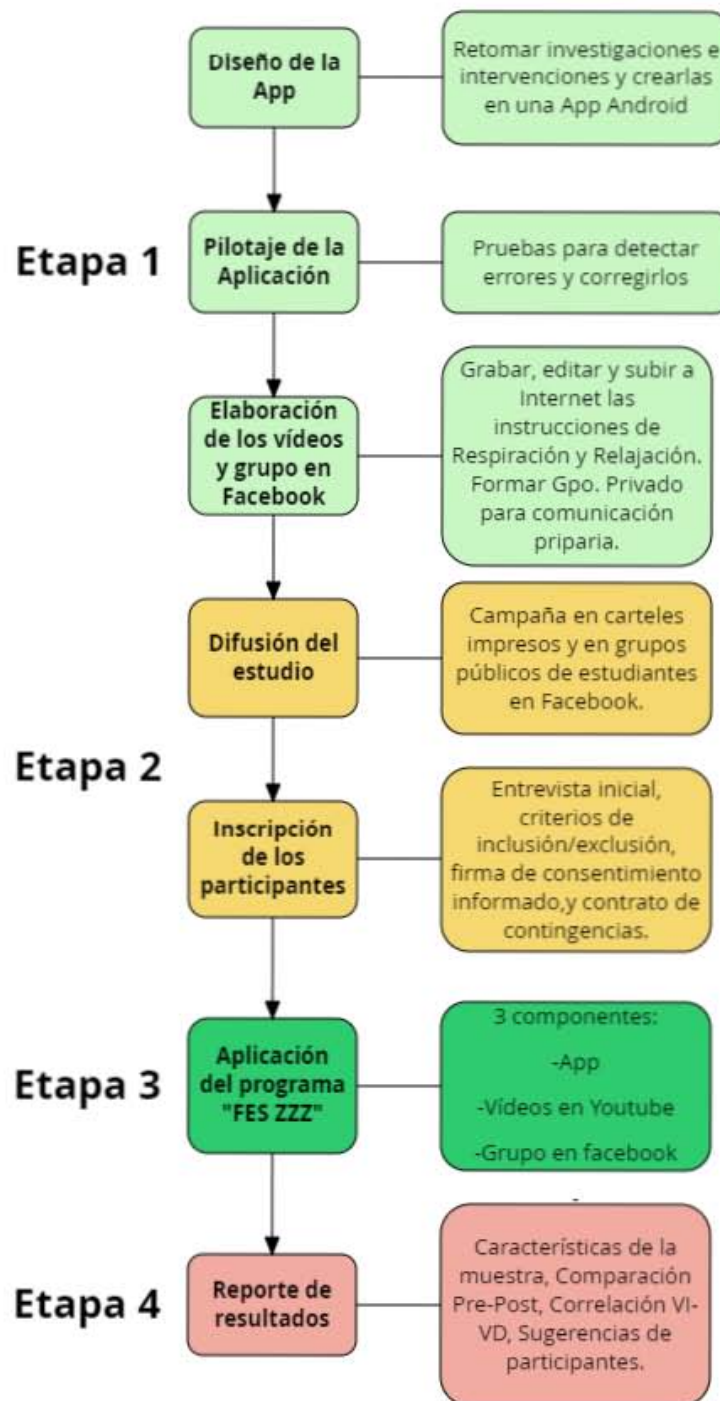 Diseño de la
App
Retomar investigaciones e
intervenciones y crearlas
en una App Android
Etapa 1
Pilotaje de la
Aplicación
Pruebas para detectar
errores y corregirlos
Elaboración
de los vídeos
y grupo en
Facebook
Grabar, editar y subir a
Internet las
instrucciones de
Respiración y Relajación.
Formar Gpo. Privado
para comunicación
priparia.
Difusión del
estudio
Campaña en carteles
impresos y en grupos
públicos de estudiantes
en Facebook.
Etapa 2
Inscripción
de los
participantes
Entrevista inicial,
criterios de
inclusión/exclusión,
firma de consentimiento
informado,y contrato de
contingencias.
Etapa 3
Aplicación
del programa
"FES ZZZ"
3 componentes:
-App
-Vídeos en Youtube
-Grupo en facebook
-
Etapa 4
Reporte de
resultados
Características de la
muestra, Comparación
Pre-Post, Correlación VI-
VD, Sugerencias de
participantes.